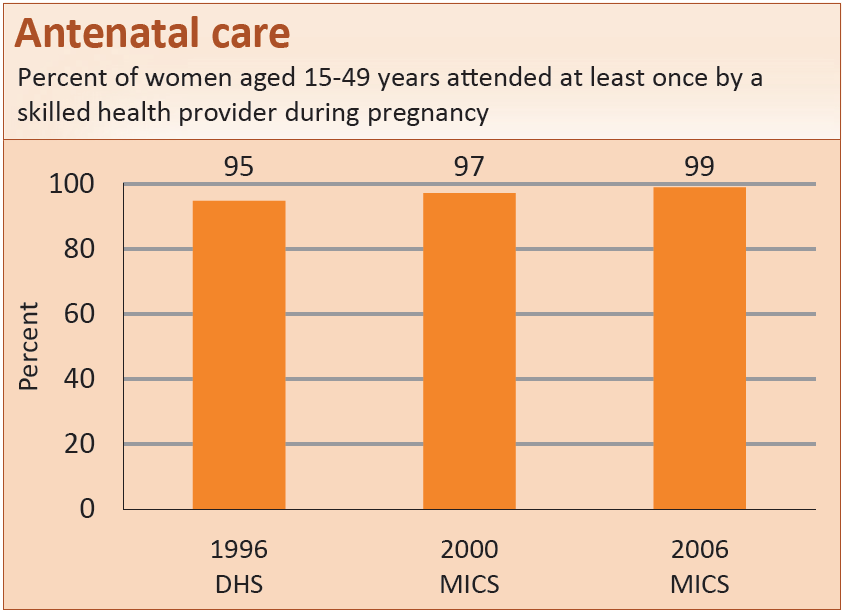 Antenatal care
Percent of women aged 15-49 years attended at least once by a
skilled health provider during pregnancy
95 97 99
100
80
60
40
20
0
Percent
1996 2000 2006
DHS MICS MICS